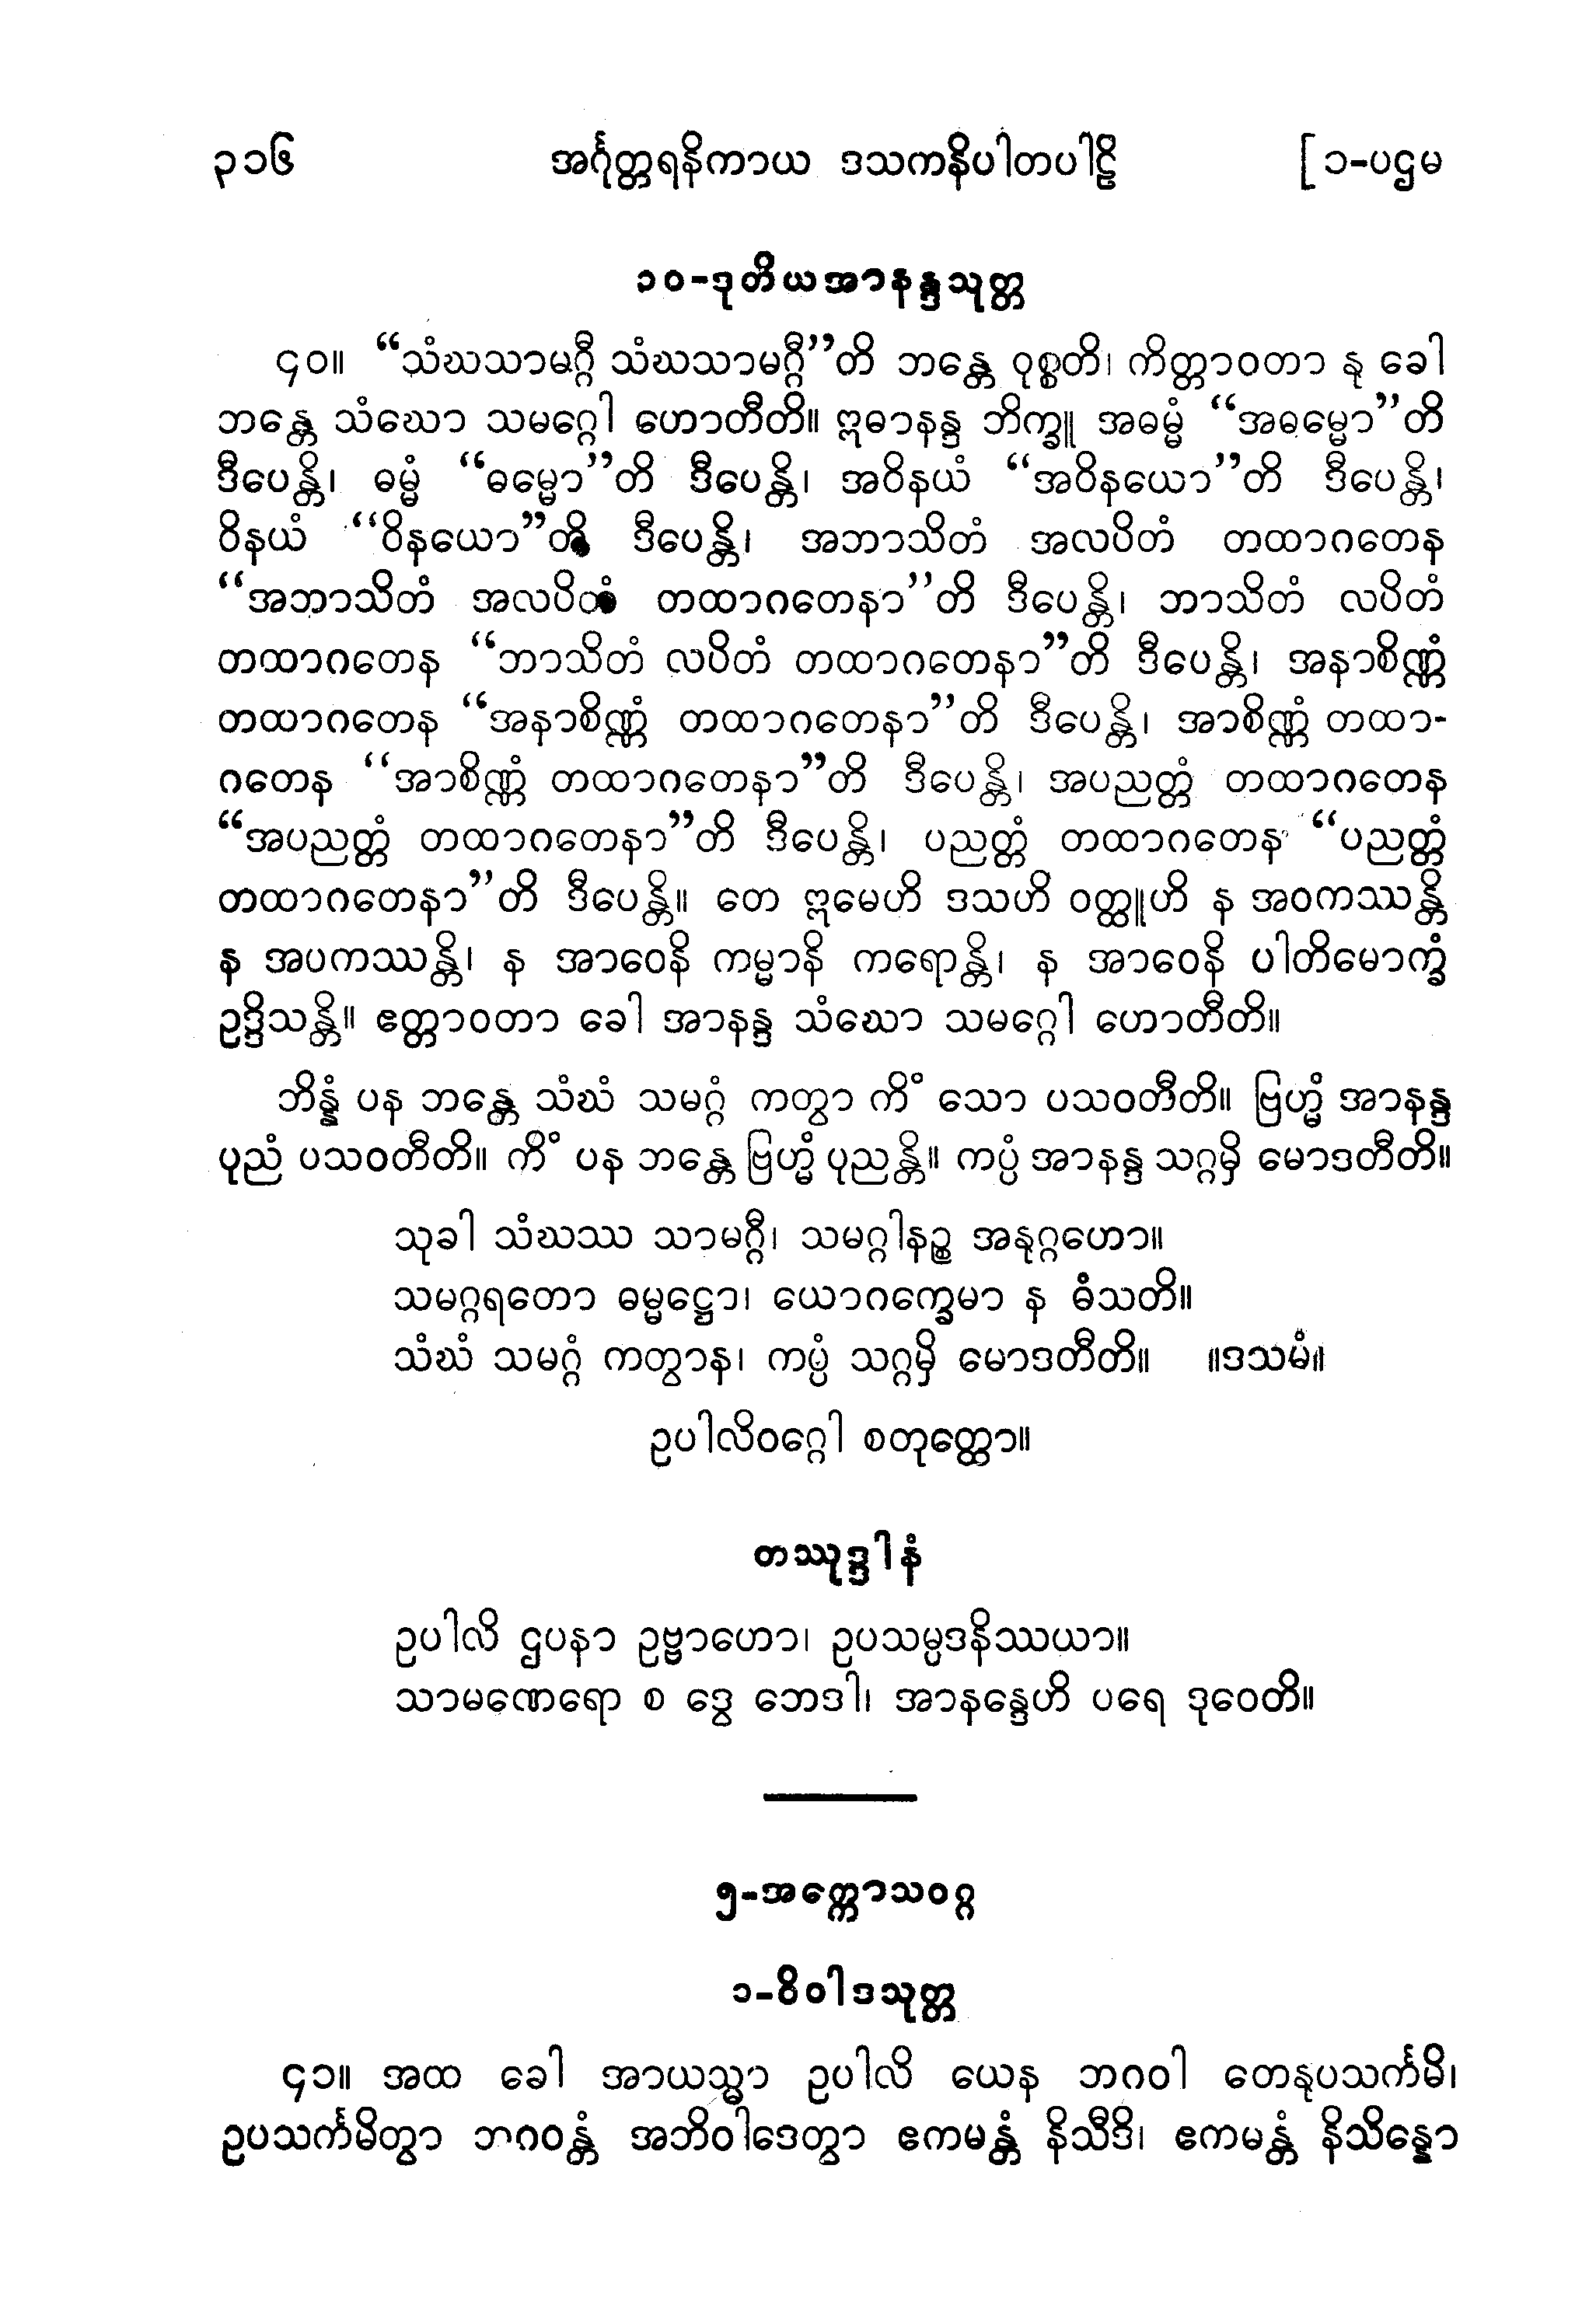 ၃၁၆ အင်္ဂုတ္တရနိကာယ ဒသကနိပါတပါဠိ [ ၁-ပဌမ
၁၀-ဒုတိယအာနန္ဒသုတ္တ
၄၀။ “သံဃသာမဂ္ဂီ သံဃသာမဂ္ဂီ”တိ ဘန္တေ ဝုစ္စတိ၊ ကိတ္တာဝတာ နု ခေါ
ဘန္တေ သံဃော သမဂ္ဂေါ ဟောတီတိ။ ဣဓာနန္ဒ ဘိက္ခူ အဓမ္မံ “အဓမ္မော”တိ
ဒီပေန္တိ၊ ဓမ္မံ “ဓမ္မော”တိ ဒီပေန္တိ၊ အဝိနယံ “အဝိနယော”တိ ဒီပေန္တိ၊
ဝိနယံ “ဝိနယော”တိ ဒီပေန္တိ၊ အဘာသိတံ အလပိတံ တထာဂတေန
“အဘာသိတံ အလပိတံ တထာဂတေနာ”တိ ဒီပေန္တိ၊ ဘာသိတံ လပိတံ
တထာဂတေန “ဘာသိတံ လပိတံ တထာဂတေနာ”တိ ဒီပေန္တိ၊ အနာစိဏ္ဏံ
တထာဂတေန “အနာစိဏ္ဏံ တထာဂတေနာ”တိ ဒီပေန္တိ၊ အာစိဏ္ဏံ တထာ-
ဂတေန “အာစိဏ္ဏံ တထာဂတေနာ”တိ ဒီပေန္တိ၊ အပညတ္တံ တထာဂတေန
“အပညတ္တံ တထာဂတေနာ”တိ ဒီပေန္တိ၊ ပညတ္တံ တထာဂတေန “ပညတ္တံ
တထာဂတေနာ”တိ ဒီပေန္တိ။ တေ ဣမေဟိ ဒသဟိ ဝတ္ထူဟိ န အဝကဿန္တိ
န အပကဿန္တိ၊ န အာဝေနိ ကမ္မာနိ ကရောန္တိ၊ န အာဝေနိ ပါတိမောက္ခံ
ဥဒ္ဒိသန္တိ။ ဧတ္တာဝတာ ခေါ အာနန္ဒ သံဃော သမဂ္ဂေါ ဟောတီတိ။
ဘိန္နံ ပန ဘန္တေ သံဃံ သမဂ္ဂံ ကတွာ ကိံ သော ပသဝတီတိ။ ဗြဟ္မံ အာနန္ဒ
ပုညံ ပသဝတီတိ။ ကိံ ပန ဘန္တေ ဗြဟ္မံ ပုညန္တိ။ ကပ္ပံ အာနန္ဒ သဂ္ဂမှိ မောဒတီတိ။
သုခါ သံဃဿ သာမဂ္ဂီ၊ သမဂ္ဂါနဉ္စ အနုဂ္ဂဟော။
သမဂ္ဂရတော ဓမ္မဋ္ဌော၊ ယောဂက္ခေမာ န ဓံသတိ။
သံဃံ သမဂ္ဂံ ကတွာန၊ ကပ္ပံ သဂ္ဂမှိ မောဒတီတိ။ ။ဒသမံ။
ဥပါလိဝဂ္ဂေါ စတုတ္ထော။
တဿုဒ္ဒါနံ
ဥပါလိ ဌပနာ ဥဗ္ဗာဟော၊ ဥပသမ္ပဒနိဿယာ။
သာမဏေရော စ ဒွေ ဘေဒါ၊ အာနန္ဒေဟိ ပရေ ဒုဝေတိ။
၅-အက္ကောသဝဂ္ဂ
၁-ဝိဝါဒသုတ္တ
၄၁။ အထ ခေါ အာယသ္မာ ဥပါလိ ယေန ဘဂဝါ တေနုပသင်္ကမိ၊
ဥပသင်္ကမိတွာ ဘဂဝန္တံ အဘိဝါဒေတွာ ဧကမန္တံ နိသီဒိ၊ ဧကမန္တံ နိသိန္နော